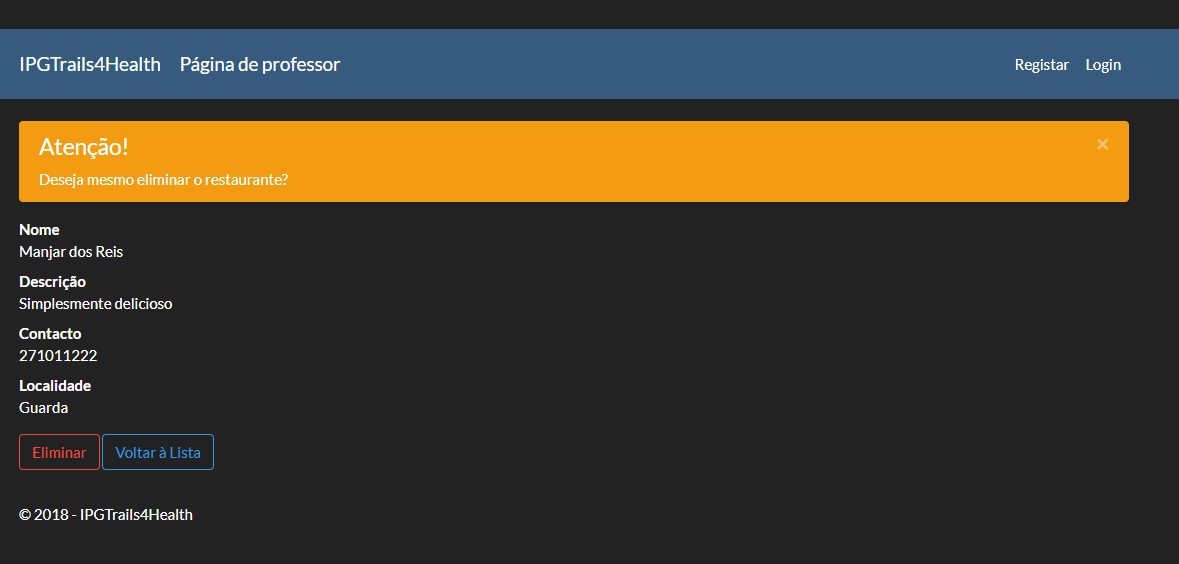 IPGTrails4Health Página de professor Registar Login
Atenção! ×
Deseja mesmo eliminar o restaurante?
Nome
Manjar dos Reis
Descrição
Simplesmente delicioso
Contacto
271011222
Localidade
Guarda
Eliminar Voltar à Lista
© 2018 - IPGTrails4Health